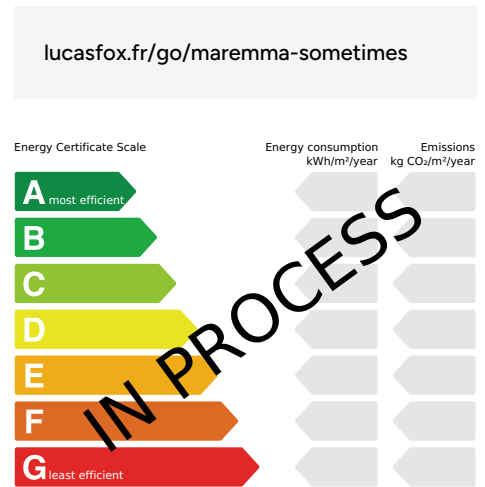 lucasfox.fr/go/maremma-sometimes
Energy Certificate Scale
Energy consumption
kWh/m²/year
Emissions
kg CO₂/m²/year
A most efficient
B
C
D
E
F
G least efficient
IN PROCESS